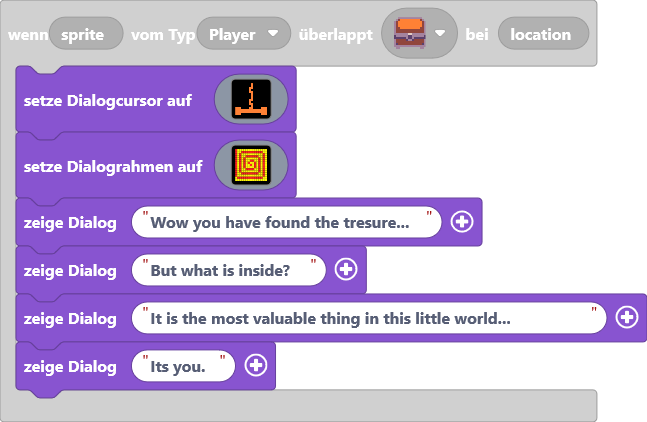 wenn sprite vom Typ Player überlappt bei location
setze Dialogcursor auf
setze Dialograhmen auf
zeige Dialog "Wow you have found the tresure... "
zeige Dialog "But what is inside? "
zeige Dialog "It is the most valuable thing in this little world... "
zeige Dialog "Its you. "